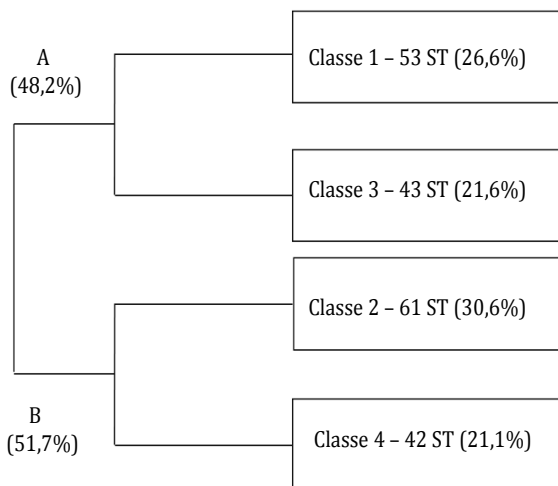 A
(48,2%)
Classe 1 – 53 ST (26,6%)
Classe 3 – 43 ST (21,6%)
Classe 2 – 61 ST (30,6%)
B
(51,7%)
Classe 4 – 42 ST (21,1%)